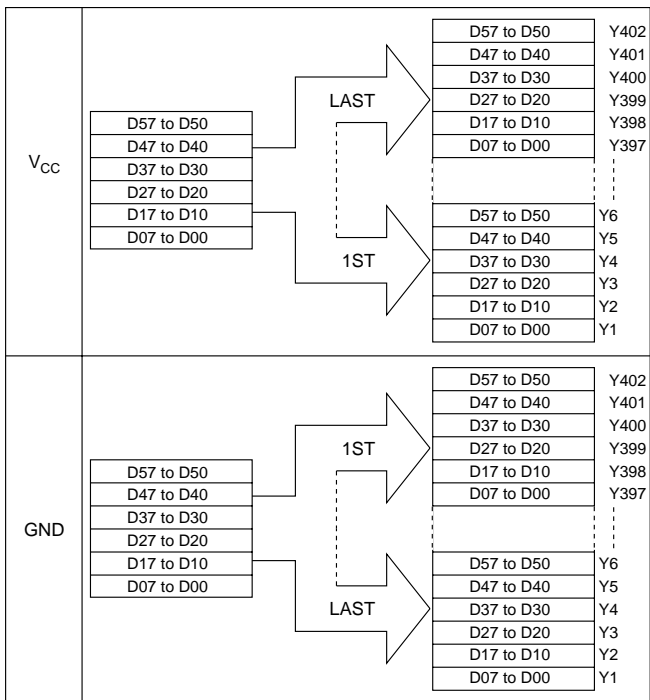 V_CC
D57 to D50
D47 to D40
D37 to D30
D27 to D20
D17 to D10
D07 to D00
LAST
1ST
D57 to D50 Y402
D47 to D40 Y401
D37 to D30 Y400
D27 to D20 Y399
D17 to D10 Y398
D07 to D00 Y397
D57 to D50 Y6
D47 to D40 Y5
D37 to D30 Y4
D27 to D20 Y3
D17 to D10 Y2
D07 to D00 Y1
GND
D57 to D50
D47 to D40
D37 to D30
D27 to D20
D17 to D10
D07 to D00
1ST
LAST
D57 to D50 Y402
D47 to D40 Y401
D37 to D30 Y400
D27 to D20 Y399
D17 to D10 Y398
D07 to D00 Y397
D57 to D50 Y6
D47 to D40 Y5
D37 to D30 Y4
D27 to D20 Y3
D17 to D10 Y2
D07 to D00 Y1